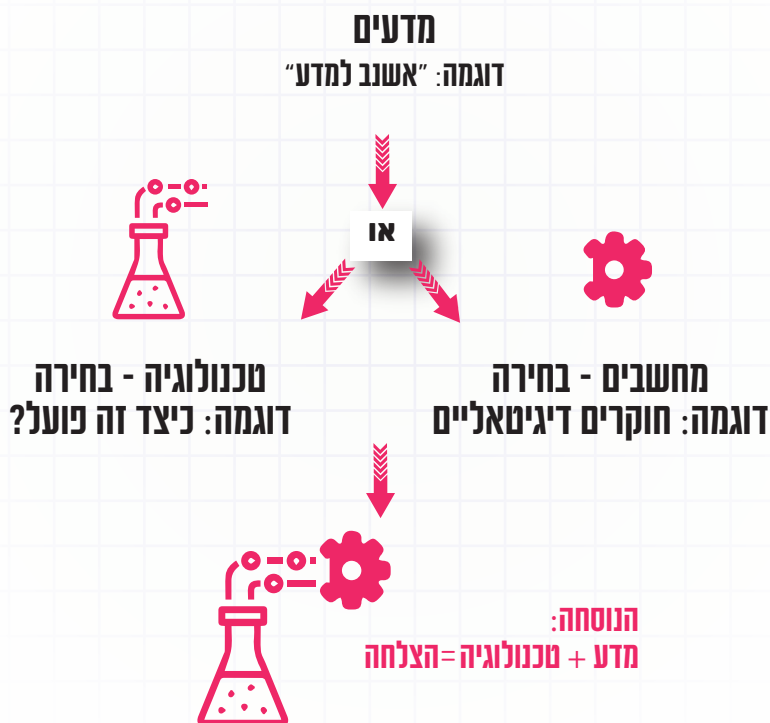 מדעים
דוגמה: "אשנב למדע"
או
מחשבים - בחירה
דוגמה: חוקרים דיגיטאליים
טכנולוגיה - בחירה
דוגמה: כיצד זה פועל?
הנוסחה:
מדע + טכנולוגיה=הצלחה